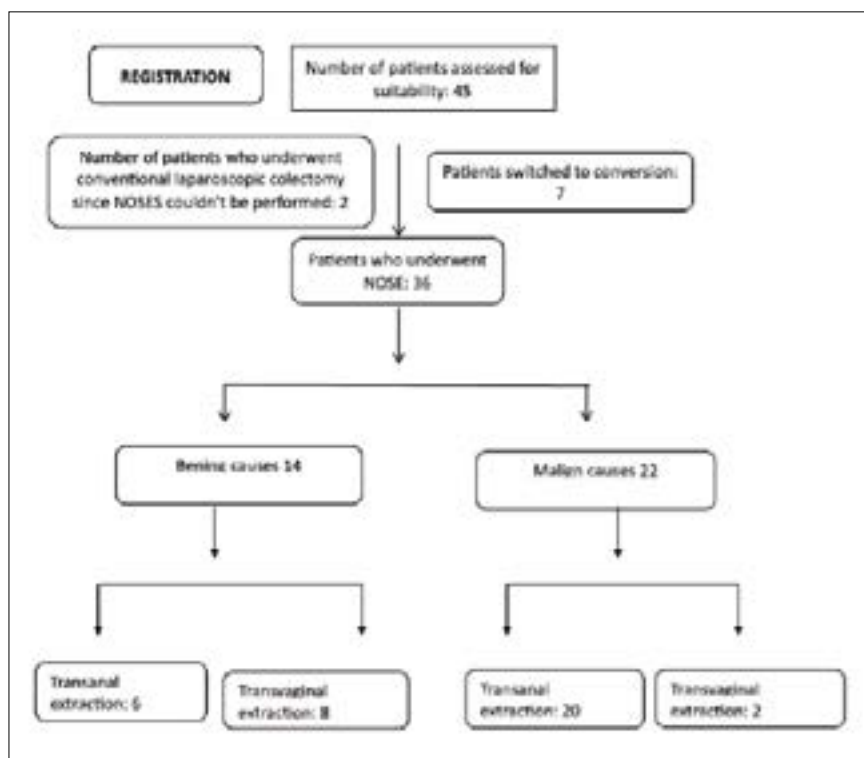 REGISTRATION
Number of patients assessed for
suitability: 45
Number of patients who underwent
conventional laparoscopic colectomy
since NOSES couldn't be performed: 2
Patients switched to conversion:
7
Patients who underwent
NOSE: 36
Bening causes 14
Malien causes 22
Transanal
extraction: 6
Transvaginal
extraction: 8
Transanal
extraction: 20
Transvaginal
extraction: 2